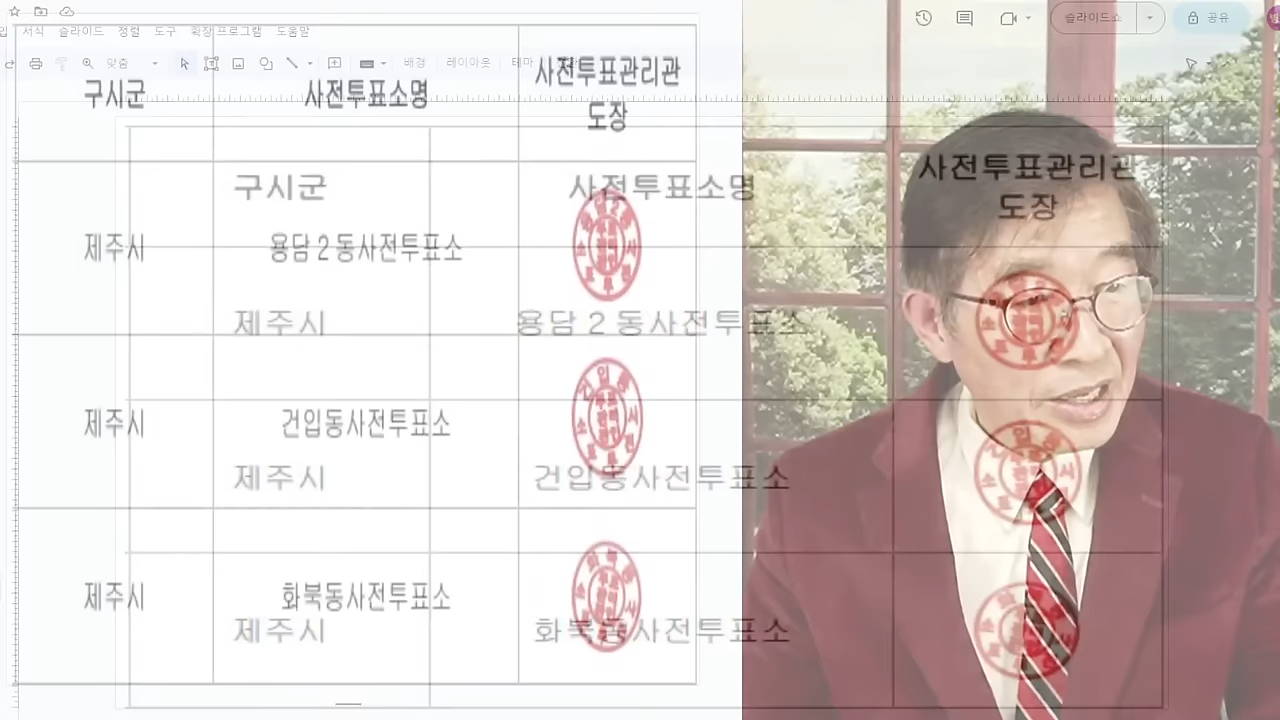 서식 슬라이드 정렬 도구 확장 프로그램 도움말
슬라이드쇼
공유
맞춤 배경 레이아웃 테마
구시군 사전투표소명 사전투표관리관
도장
제주시 용담 2 동사전투표소
제주시 건입동사전투표소
제주시 화북동사전투표소
구시군 사전투표소명 사전투표관리관
도장
제주시 용담 2 동사전투표소
제주시 건입동사전투표소
제주시 화북동사전투표소